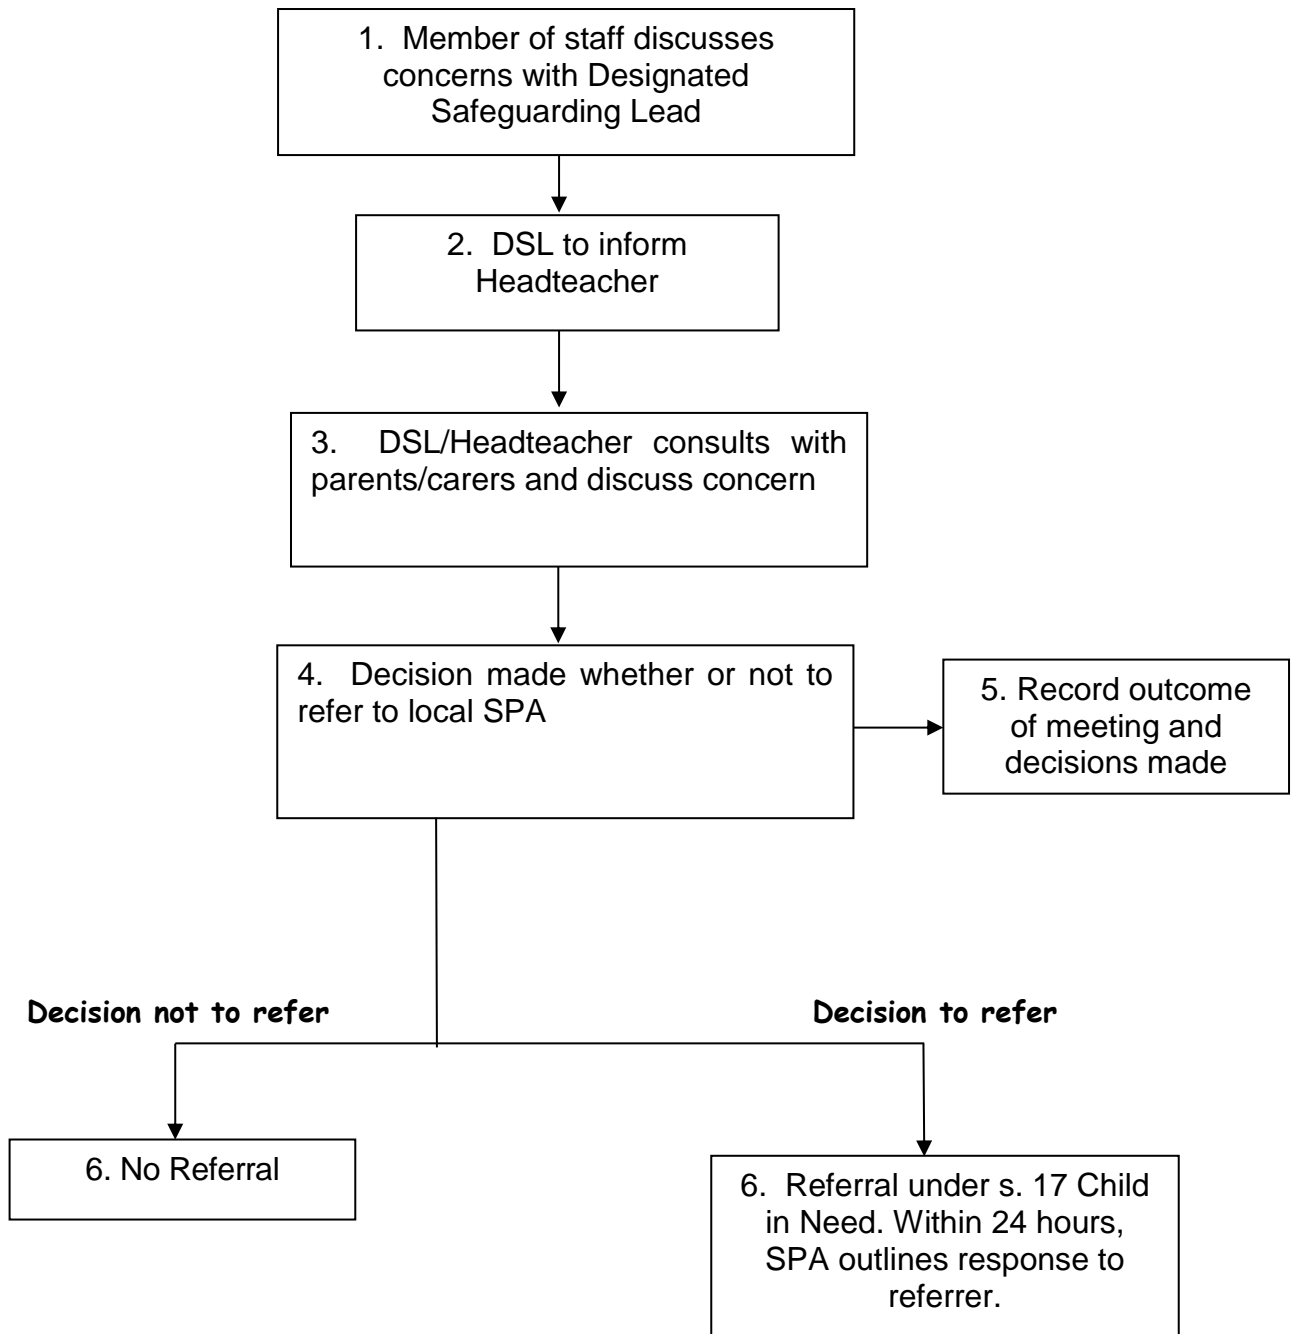 1. Member of staff discusses
concerns with Designated
Safeguarding Lead
2. DSL to inform
Headteacher
3. DSL/Headteacher consults with
parents/carers and discuss concern
4. Decision made whether or not to
refer to local SPA
5. Record outcome
of meeting and
decisions made
Decision not to refer
Decision to refer
6. No Referral
6. Referral under s. 17 Child
in Need. Within 24 hours,
SPA outlines response to
referrer.